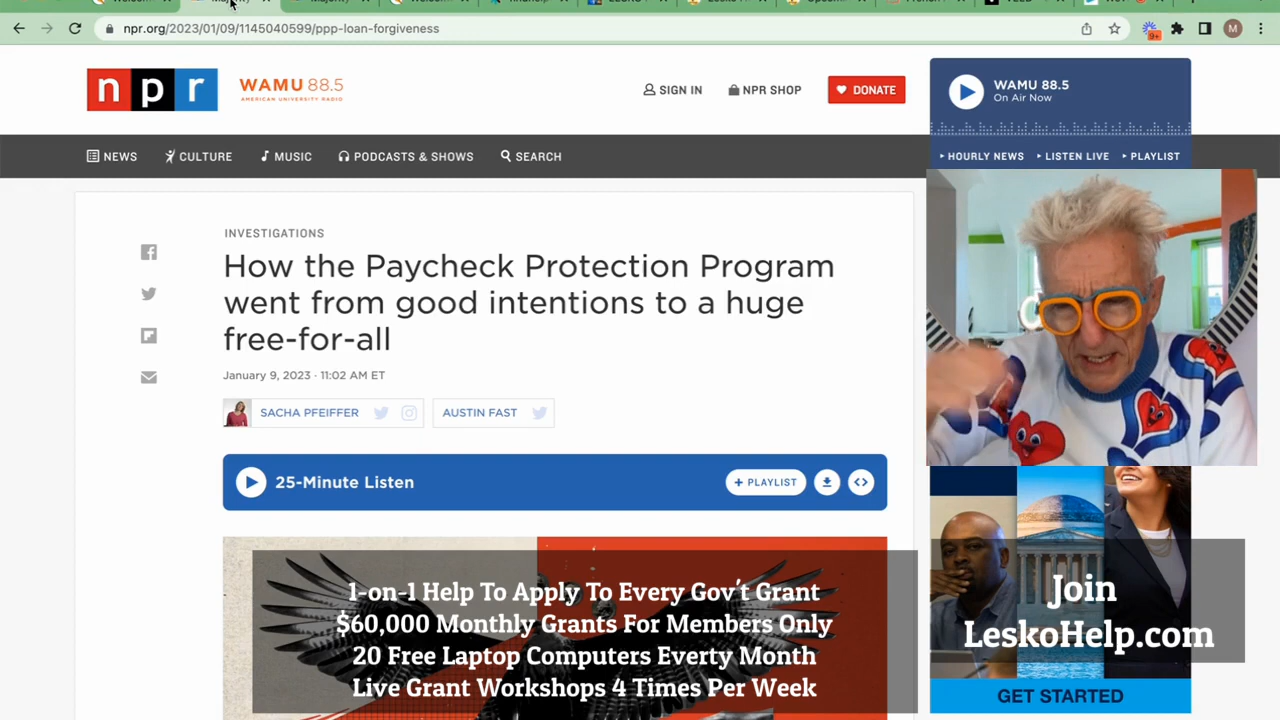 npr.org/2023/01/09/1145040599/ppp-loan-forgiveness
9+
M
npr
WAMU 88.5
AMERICAN UNIVERSITY RADIO
SIGN IN
NPR SHOP
DONATE
WAMU 88.5
On Air Now
HOURLY NEWS
LISTEN LIVE
PLAYLIST
NEWS
CULTURE
MUSIC
PODCASTS & SHOWS
SEARCH
INVESTIGATIONS
How the Paycheck Protection Program
went from good intentions to a huge
free-for-all
January 9, 2023 · 11:02 AM ET
SACHA PFEIFFER
AUSTIN FAST
25-Minute Listen
+ PLAYLIST
1-on-1 Help To Apply To Every Gov't Grant
$60,000 Monthly Grants For Members Only
20 Free Laptop Computers Everty Month
Live Grant Workshops 4 Times Per Week
Join
LeskoHelp.com
GET STARTED